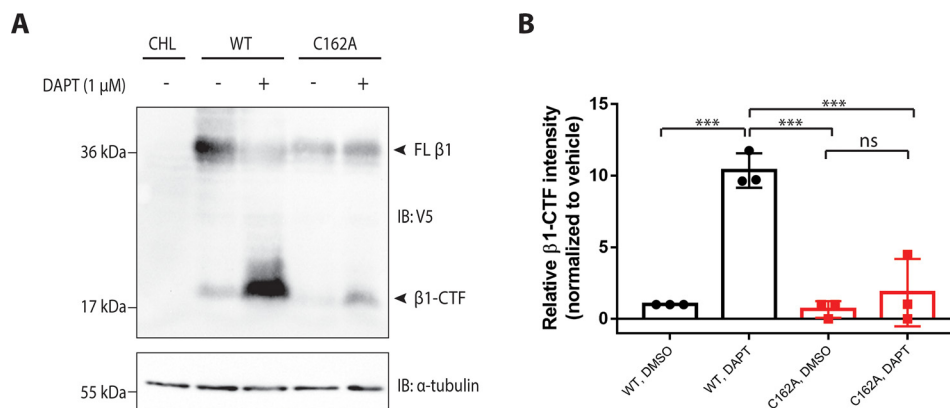 A
CHL WT C162A
DAPT (1 µM) - - + - +
36 kDa
FL β1
IB: V5
β1-CTF
17 kDa
IB: α-tubulin
55 kDa
B
Relative β1-CTF intensity
(normalized to vehicle)
15
10
5
0
***
*** ***
ns
WT, DMSO
WT, DAPT
C162A, DMSO
C162A, DAPT